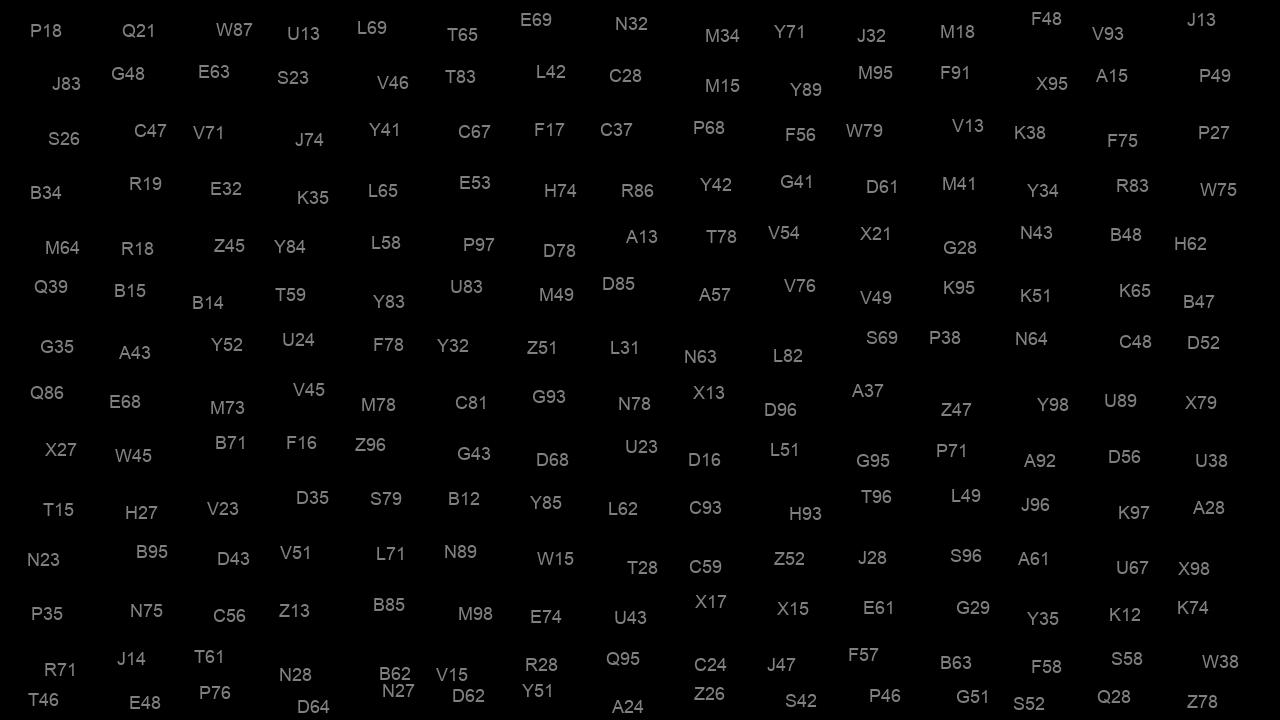 P18 Q21 W87 U13 L69 T65 E69 N32 M34 Y71 J32 M18 F48 V93 J13
J83 G48 E63 S23 V46 T83 L42 C28 M15 Y89 M95 F91 X95 A15 P49
S26 C47 V71 J74 Y41 C67 F17 C37 P68 F56 W79 V13 K38 F75 P27
B34 R19 E32 K35 L65 E53 H74 R86 Y42 G41 D61 M41 Y34 R83 W75
M64 R18 Z45 Y84 L58 P97 D78 A13 T78 V54 X21 G28 N43 B48 H62
Q39 B15 B14 T59 Y83 U83 M49 D85 A57 V76 V49 K95 K51 K65 B47
G35 A43 Y52 U24 F78 Y32 Z51 L31 N63 L82 S69 P38 N64 C48 D52
Q86 E68 M73 V45 M78 C81 G93 N78 X13 D96 A37 Z47 Y98 U89 X79
X27 W45 B71 F16 Z96 G43 D68 U23 D16 L51 G95 P71 A92 D56 U38
T15 H27 V23 D35 S79 B12 Y85 L62 C93 H93 T96 L49 J96 K97 A28
N23 B95 D43 V51 L71 N89 W15 T28 C59 Z52 J28 S96 A61 U67 X98
P35 N75 C56 Z13 B85 M98 E74 U43 X17 X15 E61 G29 Y35 K12 K74
R71 J14 T61 N28 B62 V15 R28 Q95 C24 J47 F57 B63 F58 S58 W38
T46 E48 P76 D64 N27 D62 Y51 A24 Z26 S42 P46 G51 S52 Q28 Z78